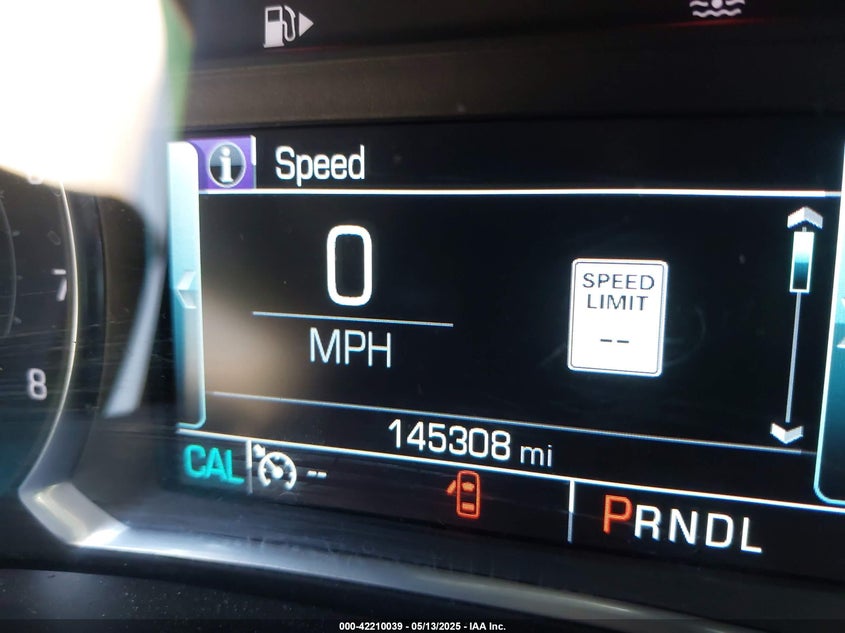 Speed
0
MPH
SPEED
LIMIT
--
7
8
145308 mi
CAL
--
PRNDL
000-42210039 - 05/13/2025 - IAA Inc.